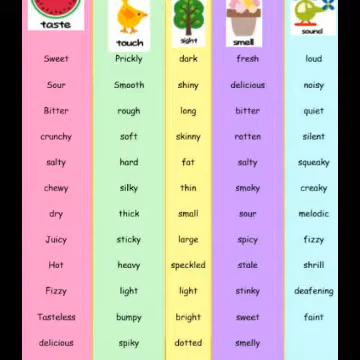 taste touch sight smell sound
Sweet Prickly dark fresh loud
Sour Smooth shiny delicious noisy
Bitter rough long bitter quiet
crunchy soft skinny rotten silent
salty hard fat salty squeaky
chewy silky thin smoky creaky
dry thick small sour melodic
Juicy sticky large spicy fizzy
Hot heavy speckled stale shrill
Fizzy light light stinky deafening
Tasteless bumpy bright sweet faint
delicious spiky dotted smelly